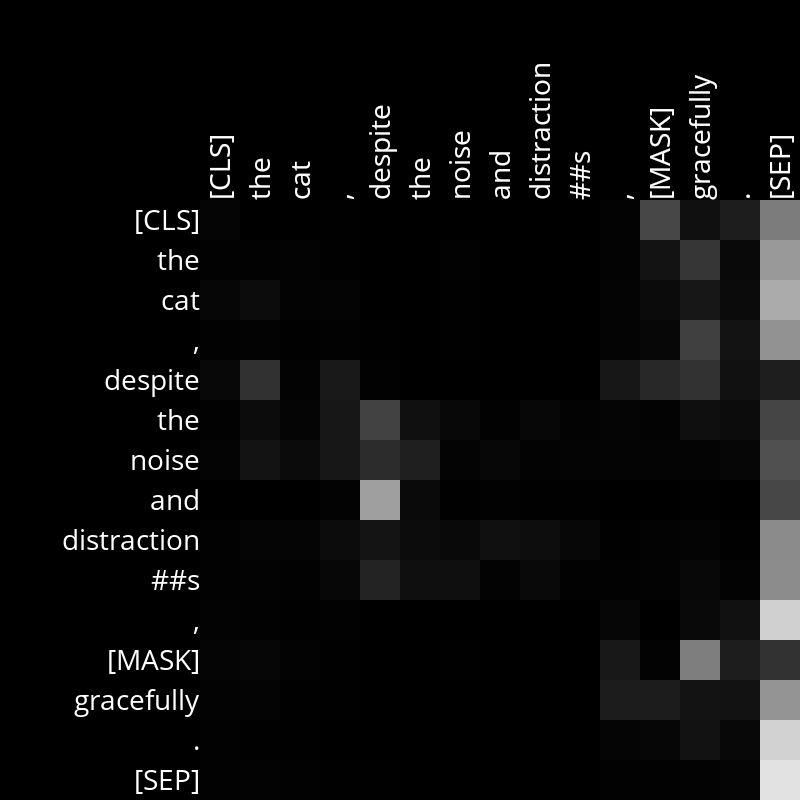 [CLS] the cat , despite the noise and distraction ##s , [MASK] gracefully . [SEP]
[CLS]
the
cat
,
despite
the
noise
and
distraction
##s
,
[MASK]
gracefully
.
[SEP]